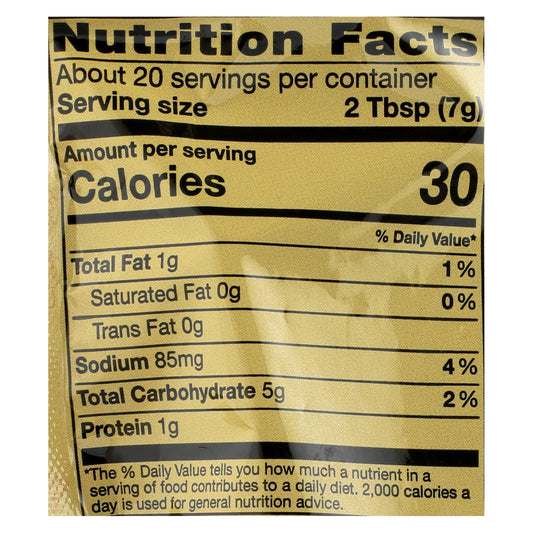 Nutrition Facts
About 20 servings per container
Serving size 2 Tbsp (7g)
Amount per serving
Calories 30
% Daily Value*
Total Fat 1g 1%
Saturated Fat 0g 0%
Trans Fat 0g
Sodium 85mg 4%
Total Carbohydrate 5g 2%
Protein 1g
*The % Daily Value tells you how much a nutrient in a
serving of food contributes to a daily diet. 2,000 calories a
day is used for general nutrition advice.